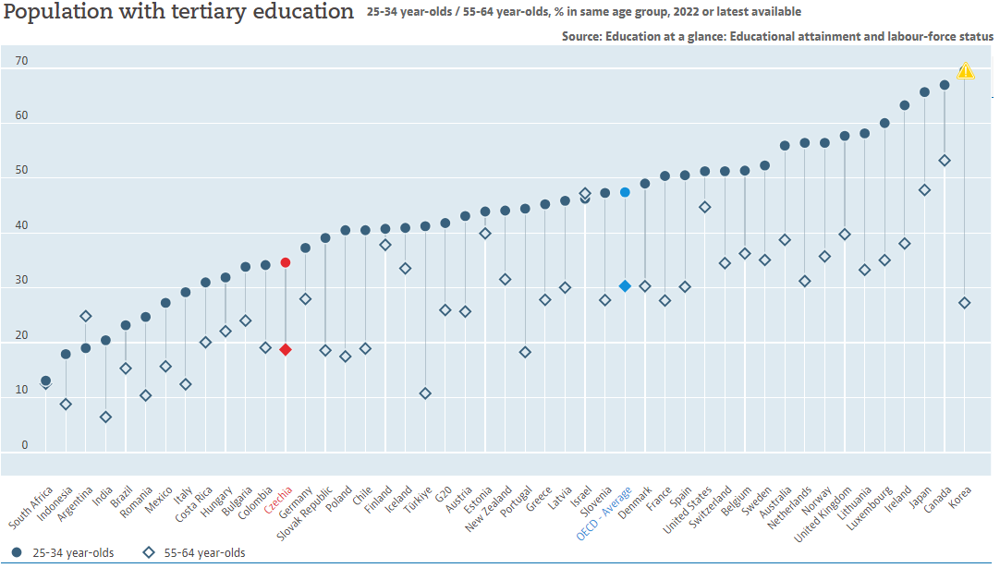 Population with tertiary education 25-34 year-olds / 55-64 year-olds, % in same age group, 2022 or latest available
Source: Education at a glance: Educational attainment and labour-force status
70
60
50
40
30
20
10
0
South Africa
Indonesia
Argentina
India
Brazil
Romania
Mexico
Italy
Costa Rica
Hungary
Bulgaria
Colombia
Czechia
Germany
Slovak Republic
Poland
Chile
Finland
Iceland
Türkiye
G20
Austria
Estonia
New Zealand
Portugal
Greece
Latvia
Israel
Slovenia
OECD - Average
Denmark
France
Spain
United States
Switzerland
Belgium
Sweden
Australia
Netherlands
Norway
United Kingdom
Lithuania
Luxembourg
Ireland
Japan
Canada
Korea
25-34 year-olds 55-64 year-olds